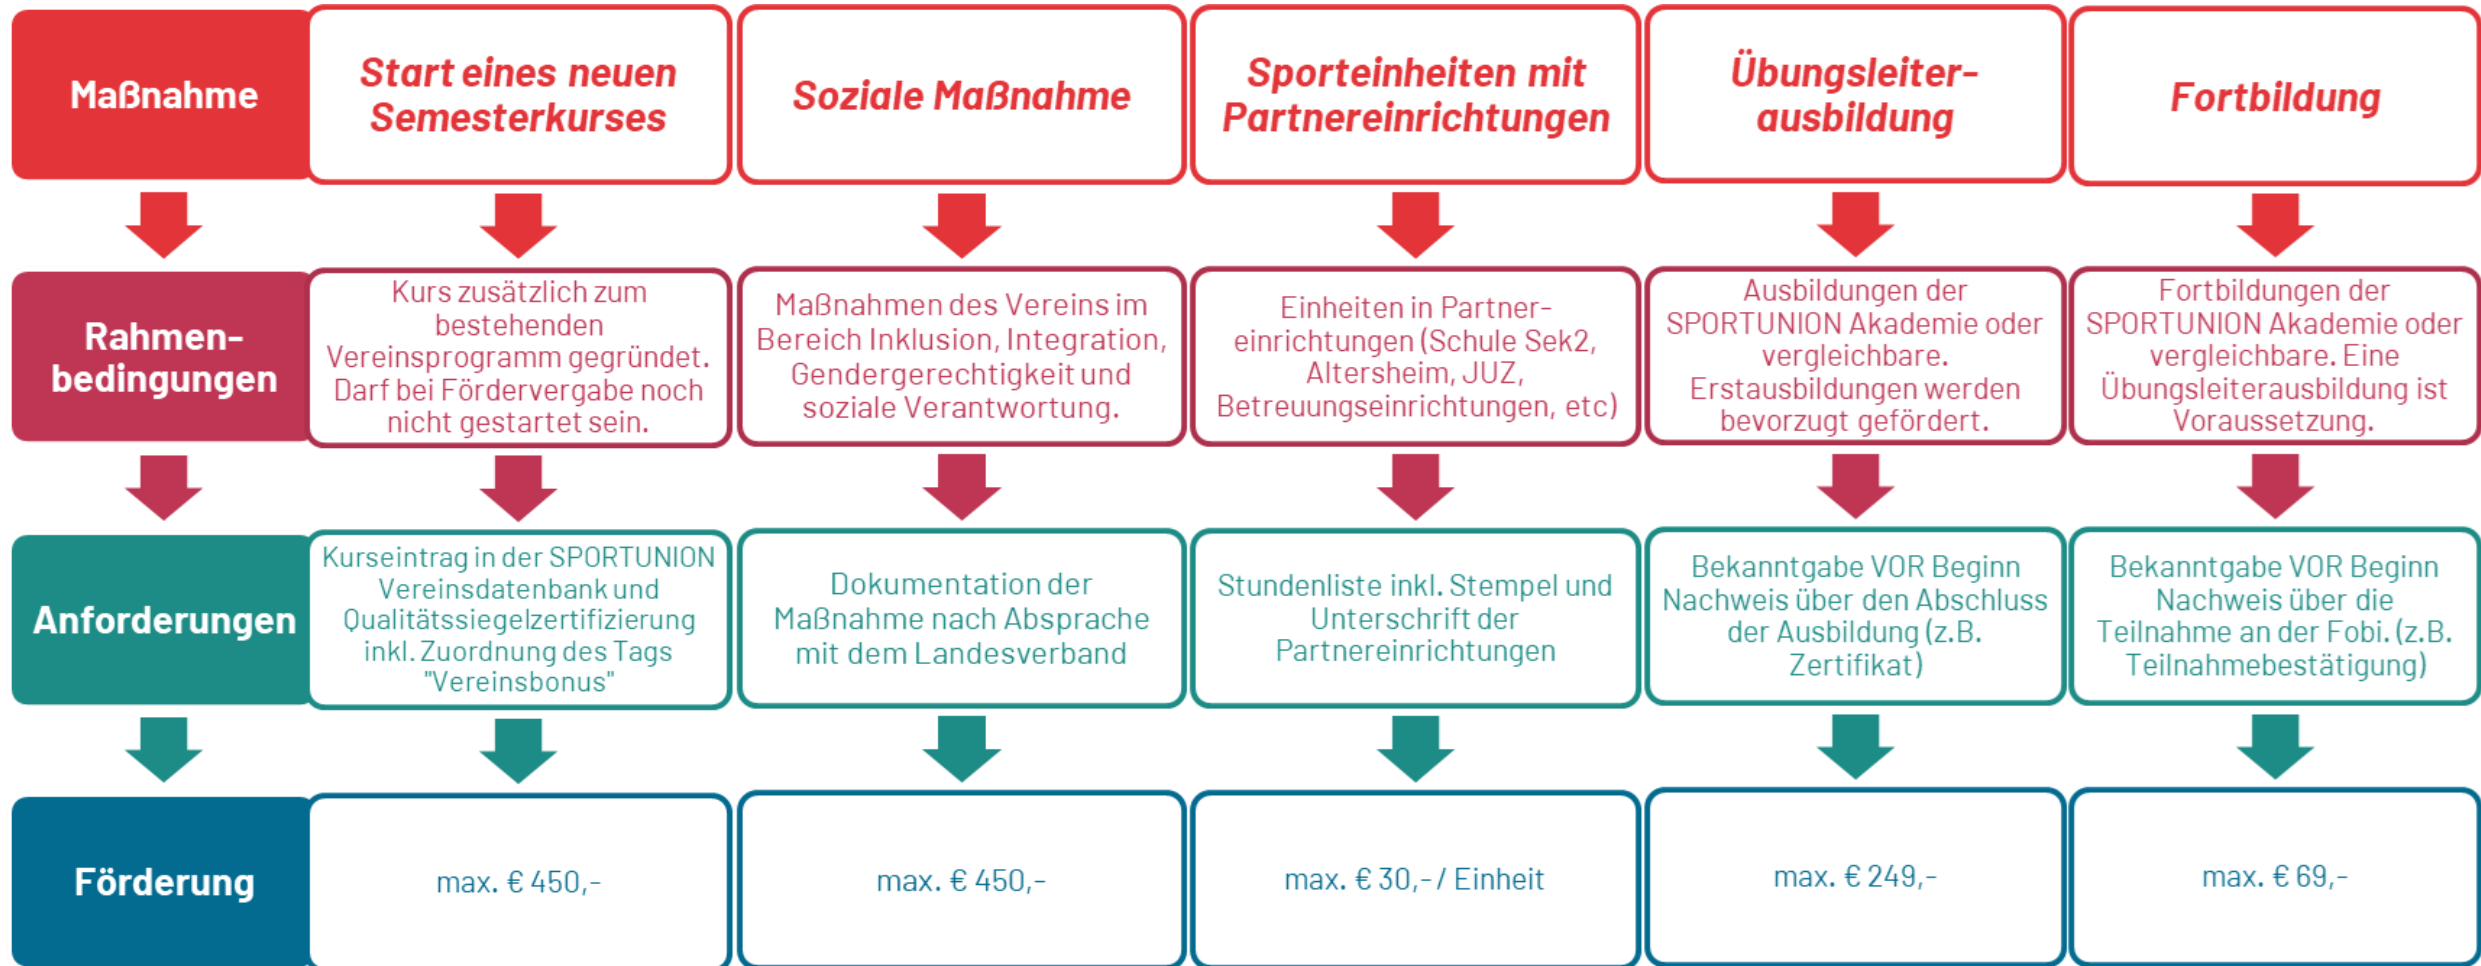 Maßnahme
Start eines neuen
Semesterkurses
Soziale Maßnahme
Sporteinheiten mit
Partnereinrichtungen
Übungsleiter-
ausbildung
Fortbildung
Rahmen-
bedingungen
Kurs zusätzlich zum
bestehenden
Vereinsprogramm gegründet.
Darf bei Fördervergabe noch
nicht gestartet sein.
Maßnahmen des Vereins im
Bereich Inklusion, Integration,
Gendergerechtigkeit und
soziale Verantwortung.
Einheiten in Partner-
einrichtungen (Schule Sek2,
Altersheim, JUZ,
Betreuungseinrichtungen, etc)
Ausbildungen der
SPORTUNION Akademie oder
vergleichbare.
Erstausbildungen werden
bevorzugt gefördert.
Fortbildungen der
SPORTUNION Akademie oder
vergleichbare. Eine
Übungsleiterausbildung ist
Voraussetzung.
Anforderungen
Kurseintrag in der SPORTUNION
Vereinsdatenbank und
Qualitätssiegelzertifizierung
inkl. Zuordnung des Tags
"Vereinsbonus"
Dokumentation der
Maßnahme nach Absprache
mit dem Landesverband
Stundenliste inkl. Stempel und
Unterschrift der
Partnereinrichtungen
Bekanntgabe VOR Beginn
Nachweis über den Abschluss
der Ausbildung (z.B.
Zertifikat)
Bekanntgabe VOR Beginn
Nachweis über die
Teilnahme an der Fobi. (z.B.
Teilnahmebestätigung)
Förderung
max. € 450,-
max. € 450,-
max. € 30,- / Einheit
max. € 249,-
max. € 69,-